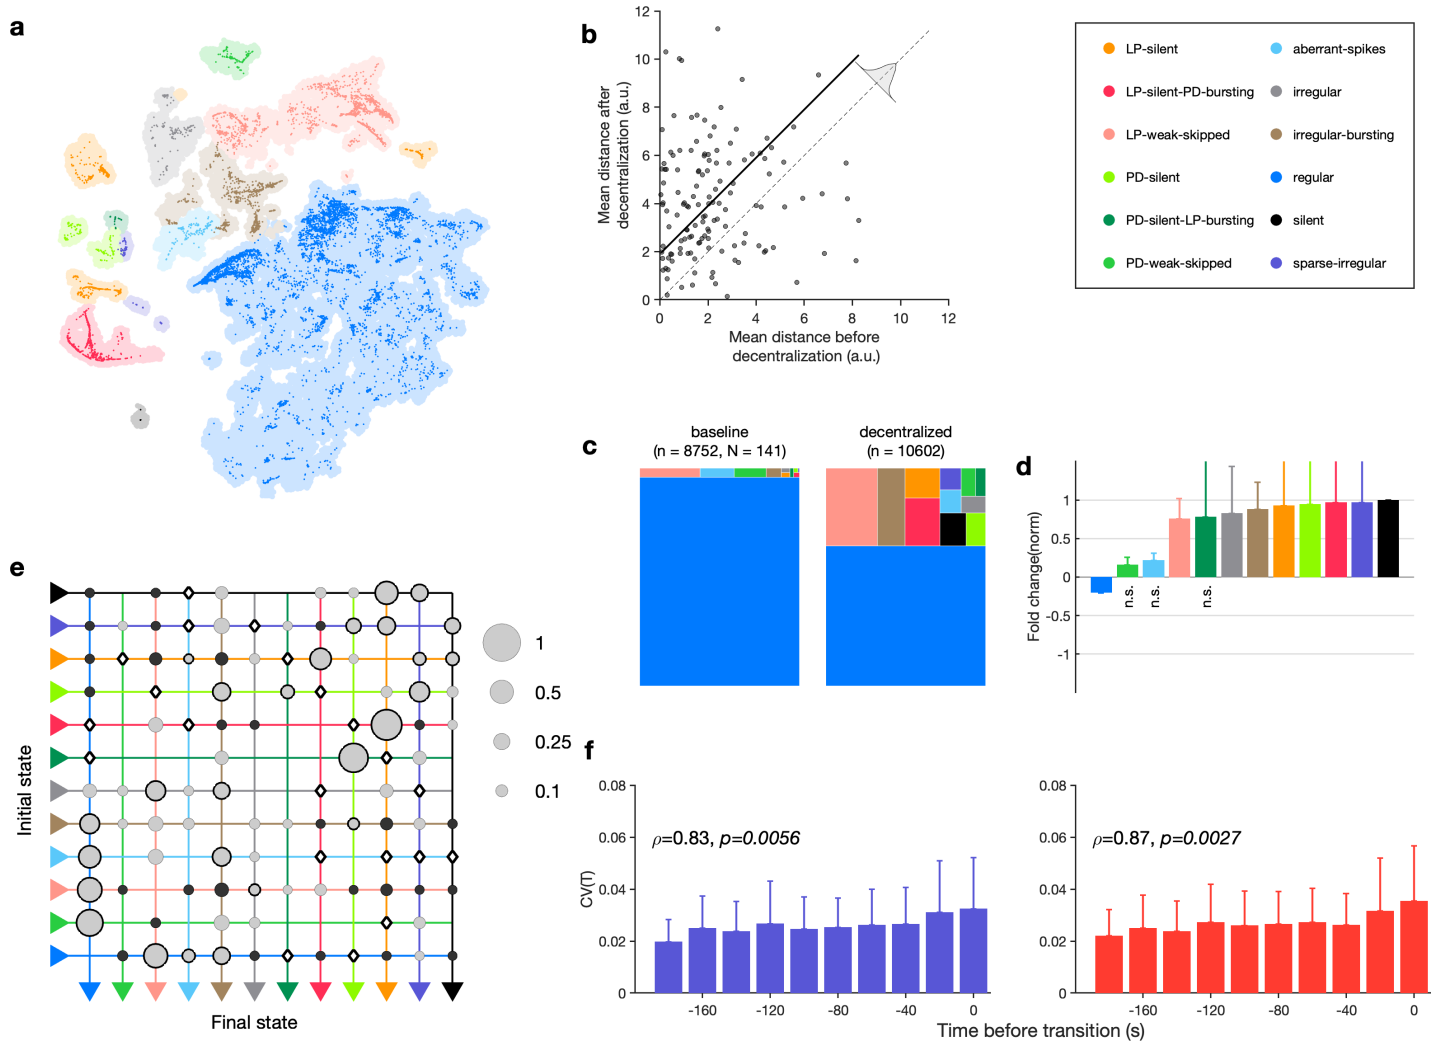 a
b
12
10
8
6
4
2
0
Mean distance after
decentralization (a.u.)
0
2
4
6
8
10
12
Mean distance before
decentralization (a.u.)
LP-silent
LP-silent-PD-bursting
LP-weak-skipped
PD-silent
PD-silent-LP-bursting
PD-weak-skipped
aberrant-spikes
irregular
irregular-bursting
regular
silent
sparse-irregular
c
baseline
(n = 8752, N = 141)
decentralized
(n = 10602)
d
Fold change(norm)
1
0.5
0
-0.5
-1
n.s.
n.s.
n.s.
e
Initial state
Final state
1
0.5
0.25
0.1
f
CV(T)
0.08
0.06
0.04
0.02
0
ρ=0.83, p=0.0056
-160
-120
-80
-40
0
0.08
0.06
0.04
0.02
0
ρ=0.87, p=0.0027
-160
-120
-80
-40
0
Time before transition (s)